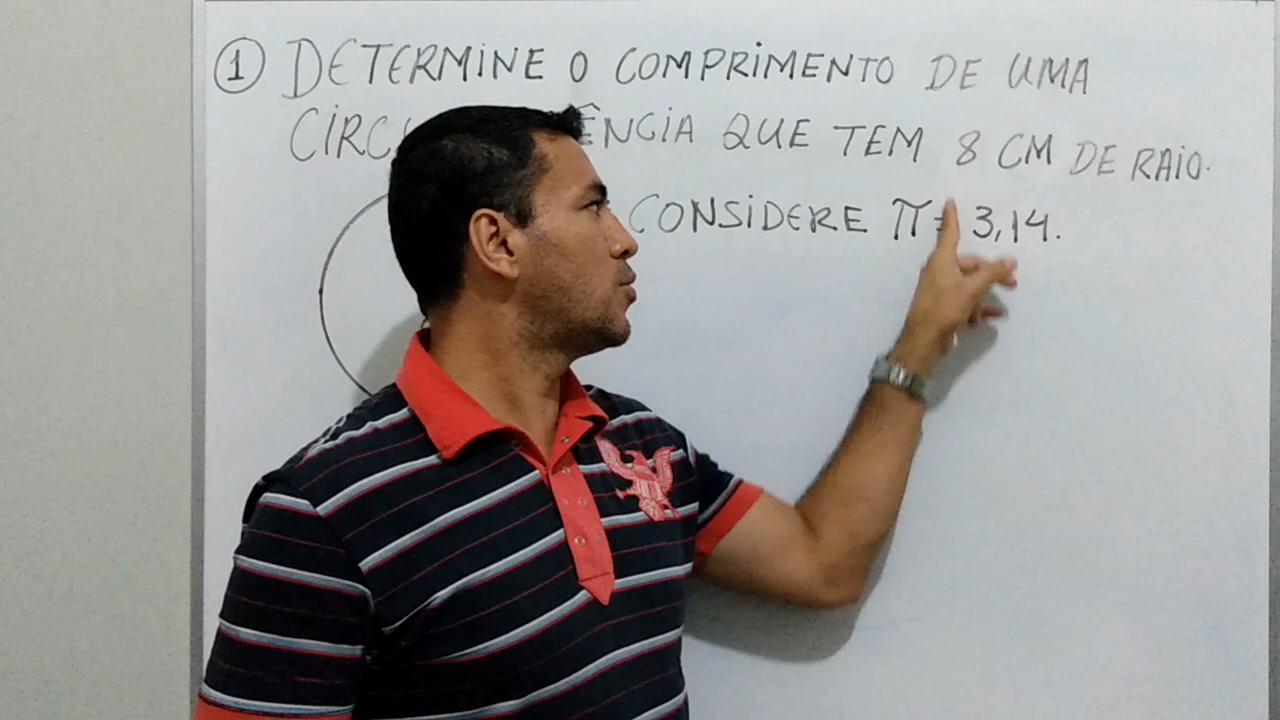 ① DETERMINE O COMPRIMENTO DE UMA
ÊNCIA QUE TEM 8 CM DE RAIO.
CONSIDERE π = 3,14.